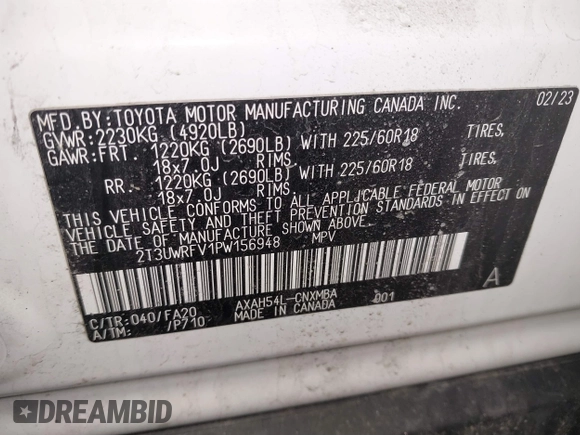 MFD.BY:TOYOTA MOTOR MANUFACTURING CANADA INC. 02/23
GVWR:2230KG (4920LB)
GAWR:FRT. 1220KG (2690LB) WITH 225/60R18 TIRES,
18x7.0J RIMS.
RR. 1220KG (2690LB) WITH 225/60R18 TIRES,
18x7.0J RIMS.
THIS VEHICLE CONFORMS TO ALL APPLICABLE FEDERAL MOTOR
VEHICLE SAFETY AND THEFT PREVENTION STANDARDS IN EFFECT
ON THE DATE OF MANUFACTURE SHOWN ABOVE.
2T3UWRFV1PW156948 MPV
C/TR:040/FA20 AXAH54L-CNXMBA 001 A
A/TM: /P710 MADE IN CANADA
DREAMBID